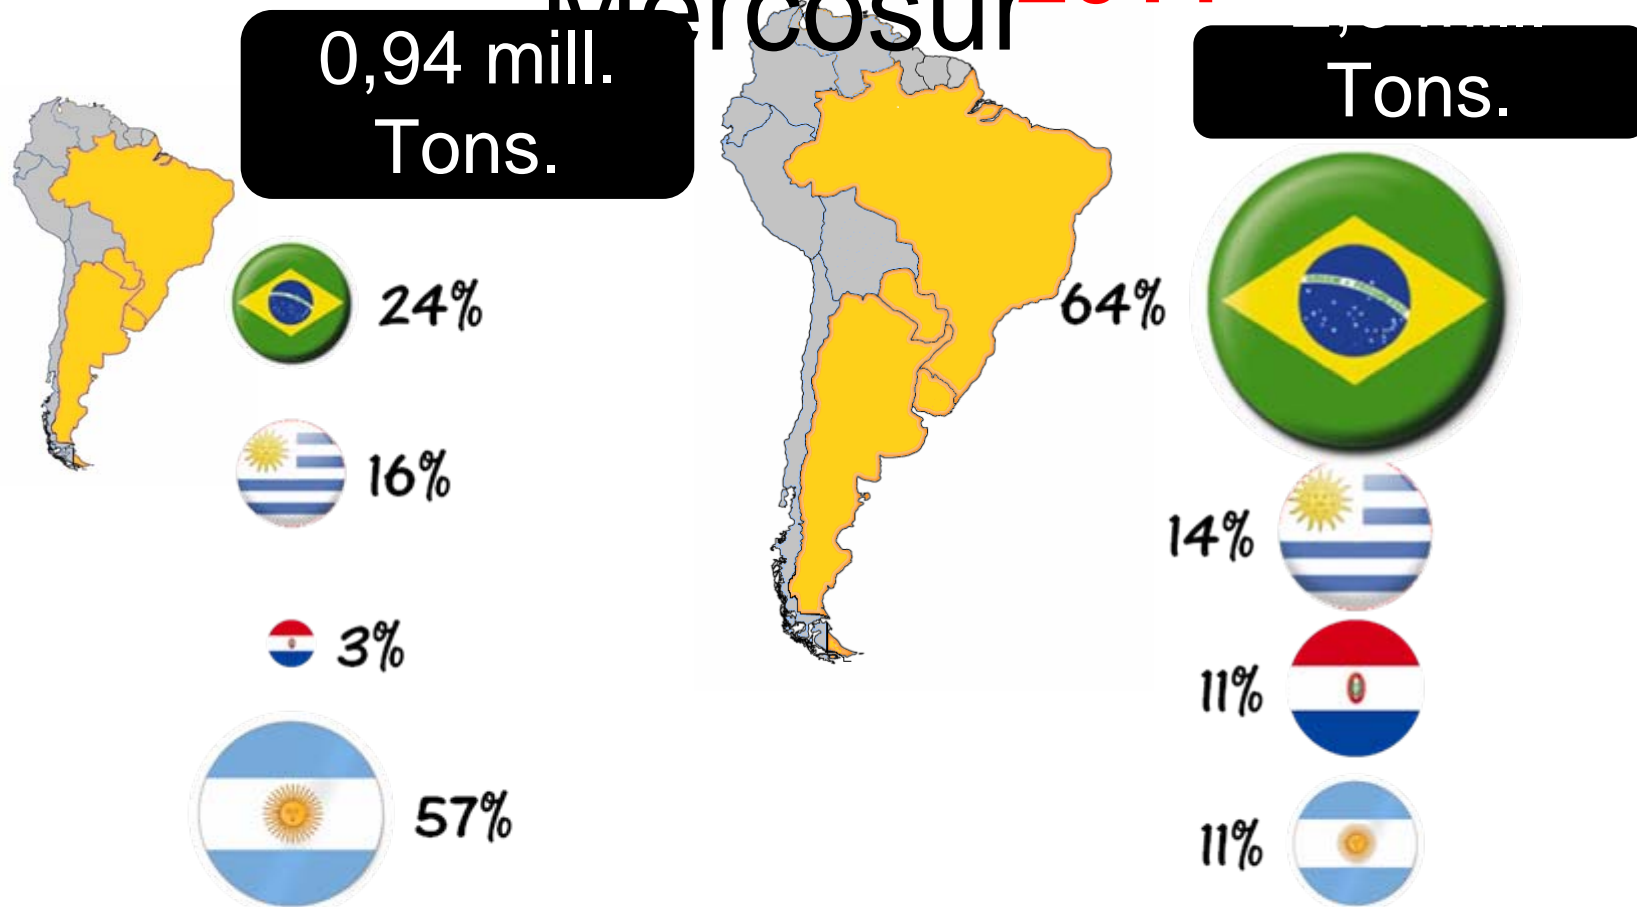 Mercosur
0,94 mill.
Tons.
Tons.
24%
16%
3%
57%
64%
14%
11%
11%